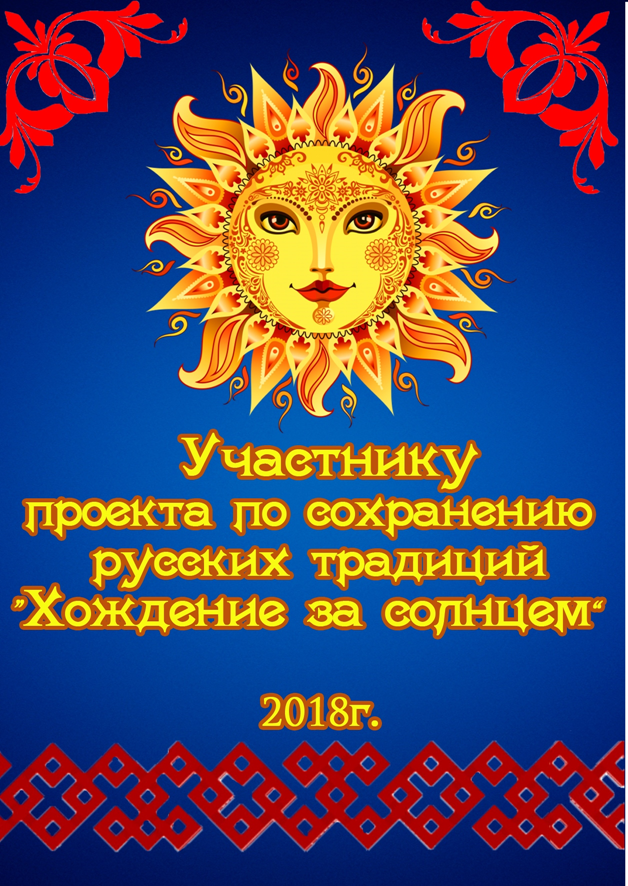 Участнику
проекта по сохранению
русских традиций
"Хождение за солнцем"
2018г.